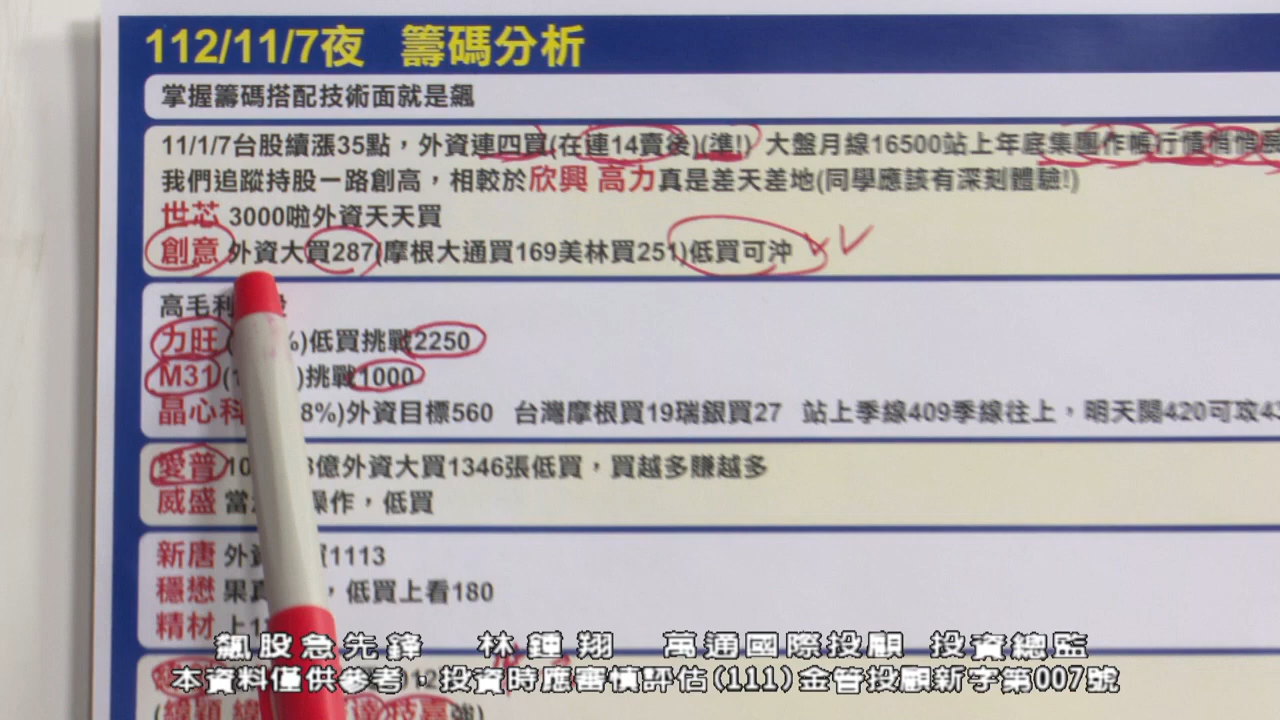 112/11/7夜 籌碼分析
掌握籌碼搭配技術面就是飆
11/1/7台股續漲35點，外資連四買(在連14賣後)(準!) 大盤月線16500站上年底集團作帳行情悄悄展
我們追蹤持股一路創高，相較於欣興 高力真是差天差地(同學應該有深刻體驗!)
世芯 3000啦外資天天買
創意 外資大買287(摩根大通買169美林買251)低買可沖
高毛利
力旺 %)低買挑戰2250
M31 )挑戰1000
晶心科 8%)外資目標560 台灣摩根買19瑞銀買27 站上季線409季線往上，明天開420可攻
愛普 億外資大買1346張低買，買越多賺越多
威盛 當 操作，低買
新唐 外資 1113
穩懋 果真 ，低買上看180
精材 上
飆股急先鋒 林鍾翔 萬通國際投顧 投資總監
本資料僅供參考，投資時應審慎評估(111)金管投顧新字第007號